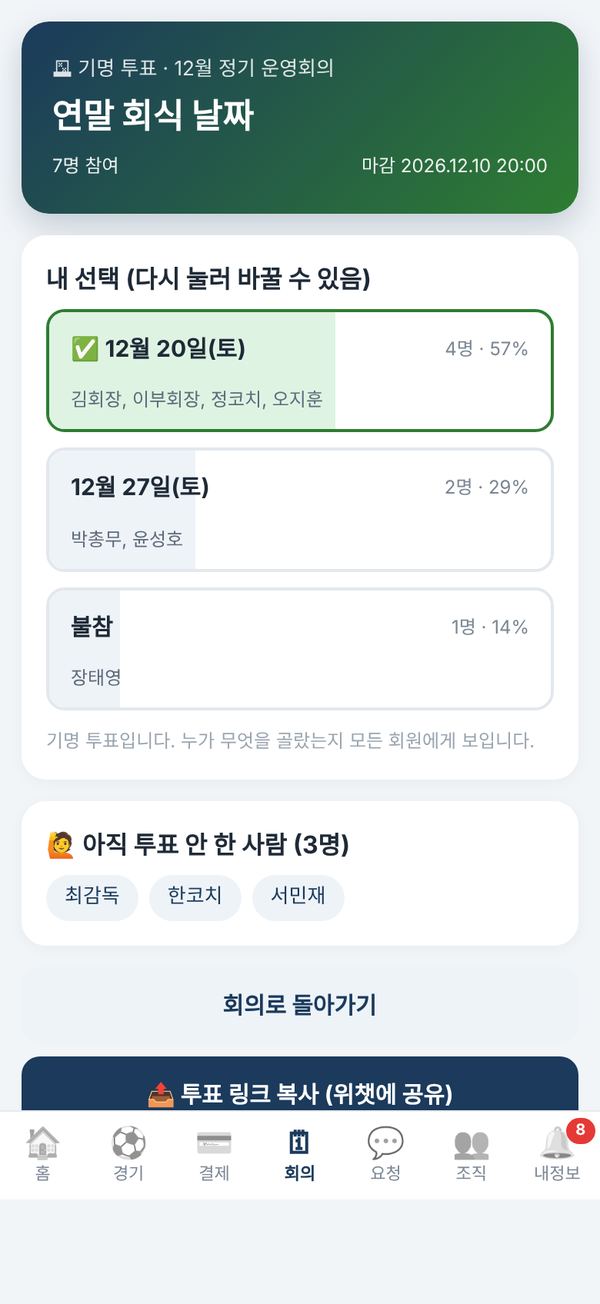 🗳 기명 투표 · 12월 정기 운영회의
연말 회식 날짜
7명 참여
마감 2026.12.10 20:00
내 선택 (다시 눌러 바꿀 수 있음)
✅ 12월 20일(토)
4명 · 57%
김회장, 이부회장, 정코치, 오지훈
12월 27일(토)
2명 · 29%
박총무, 윤성호
불참
1명 · 14%
장태영
기명 투표입니다. 누가 무엇을 골랐는지 모든 회원에게 보입니다.
🙋 아직 투표 안 한 사람 (3명)
최감독
한코치
서민재
회의로 돌아가기
📤 투표 링크 복사 (위챗에 공유)
8
홈
경기
결제
회의
요청
조직
내정보